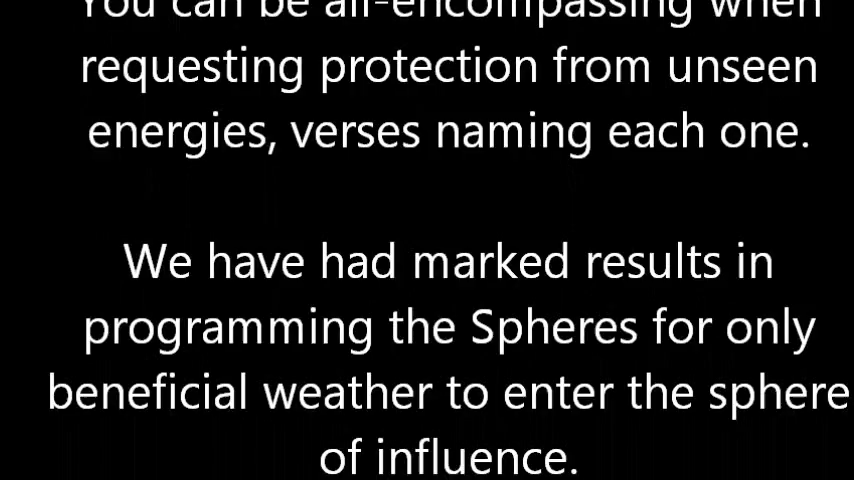 You can be all-encompassing when
requesting protection from unseen
energies, verses naming each one.
We have had marked results in
programming the Spheres for only
beneficial weather to enter the sphere
of influence.